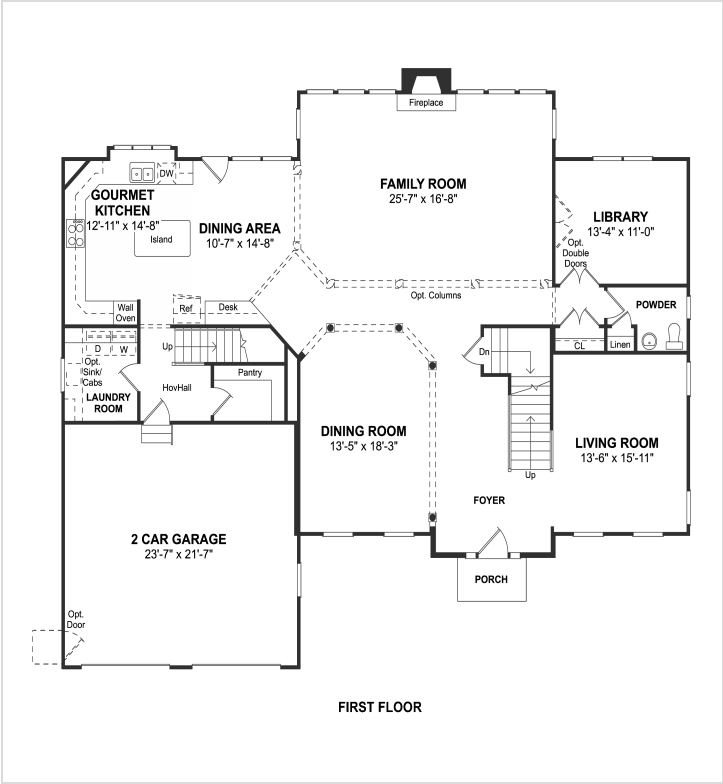 Fireplace
DW
GOURMET
KITCHEN
12'-11" x 14'-8"
Island
DINING AREA
10'-7" x 14'-8"
FAMILY ROOM
25'-7" x 16'-8"
LIBRARY
13'-4" x 11'-0"
Opt.
Double
Doors
Opt. Columns
Wall
Oven
Ref
Desk
POWDER
Up
D
W
Opt.
Sink/
Cabs
LAUNDRY
ROOM
HovHall
Pantry
Dn
CL
Linen
DINING ROOM
13'-5" x 18'-3"
LIVING ROOM
13'-6" x 15'-11"
Up
FOYER
2 CAR GARAGE
23'-7" x 21'-7"
PORCH
Opt.
Door
FIRST FLOOR